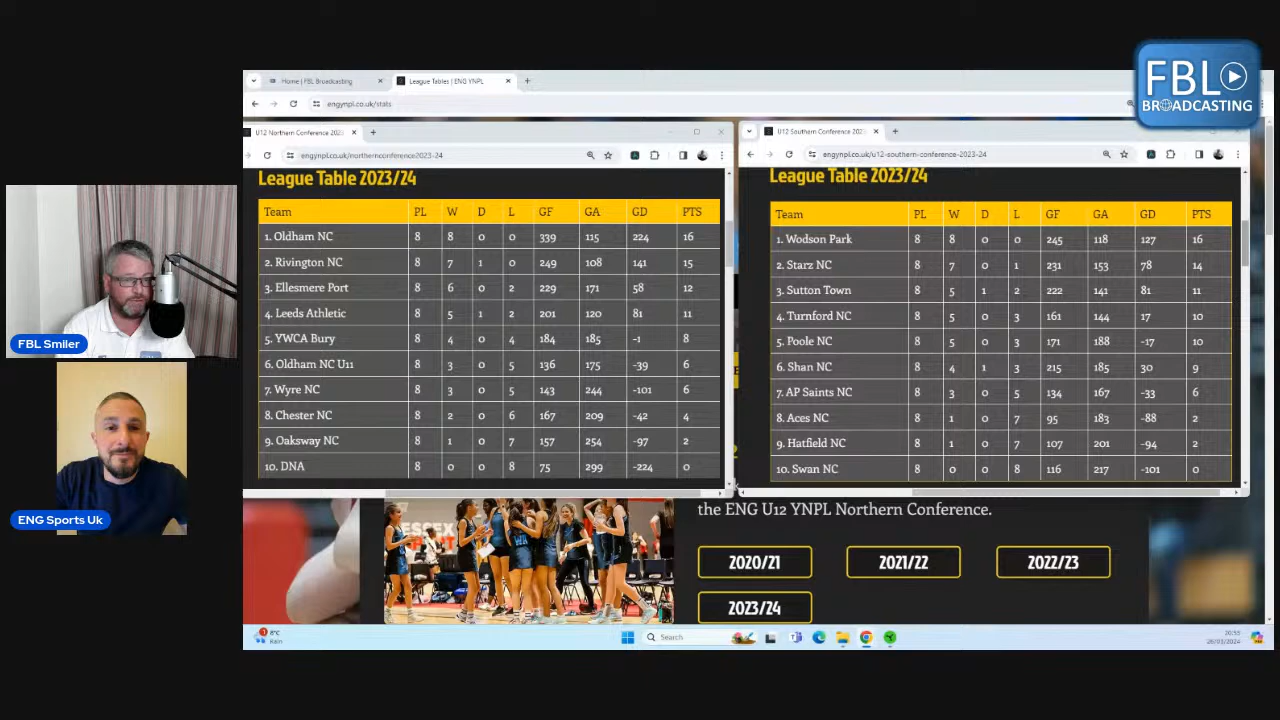 FBL
BROADCASTING
Home | FBL Broadcasting
League Tables | ENG YNPL
engynpl.co.uk/stats
U12 Northern Conference 202
engynpl.co.uk/northernconference2023-24
League Table 2023/24
Team PL W D L GF GA GD PTS
1. Oldham NC 8 8 0 0 339 115 224 16
2. Rivington NC 8 7 1 0 249 108 141 15
3. Ellesmere Port 8 6 0 2 229 171 58 12
4. Leeds Athletic 8 5 1 2 201 120 81 11
5. YWCA Bury 8 4 0 4 184 185 -1 8
6. Oldham NC U11 8 3 0 5 136 175 -39 6
7. Wyre NC 8 3 0 5 143 244 -101 6
8. Chester NC 8 2 0 6 167 209 -42 4
9. Oaksway NC 8 1 0 7 157 254 -97 2
10. DNA 8 0 0 8 75 299 -224 0
U12 Southern Conference 202
engynpl.co.uk/u12-southern-conference-2023-24
League Table 2023/24
Team PL W D L GF GA GD PTS
1. Wodson Park 8 8 0 0 245 118 127 16
2. Starz NC 8 7 0 1 231 153 78 14
3. Sutton Town 8 5 1 2 222 141 81 11
4. Turnford NC 8 5 0 3 161 144 17 10
5. Poole NC 8 5 0 3 171 188 -17 10
6. Shan NC 8 4 1 3 215 185 30 9
7. AP Saints NC 8 3 0 5 134 167 -33 6
8. Aces NC 8 1 0 7 95 183 -88 2
9. Hatfield NC 8 1 0 7 107 201 -94 2
10. Swan NC 8 0 0 8 116 217 -101 0
FBL Smiler
ENG Sports Uk
ESSEX
WA
the ENG U12 YNPL Northern Conference.
2020/21
2021/22
2022/23
2023/24
8°C
Rain
Search
20:55
26/03/2024